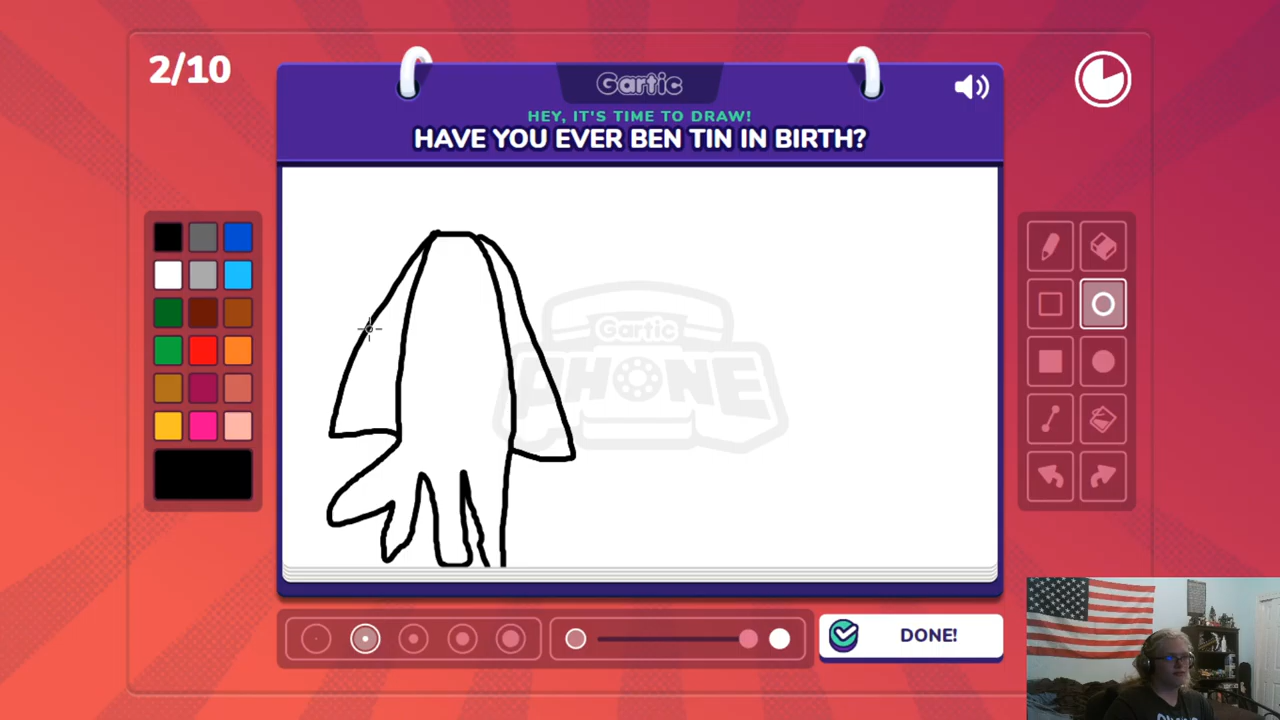 2/10
Gartic
HEY, IT'S TIME TO DRAW!
HAVE YOU EVER BEN TIN IN BIRTH?
Gartic
PHONE
DONE!